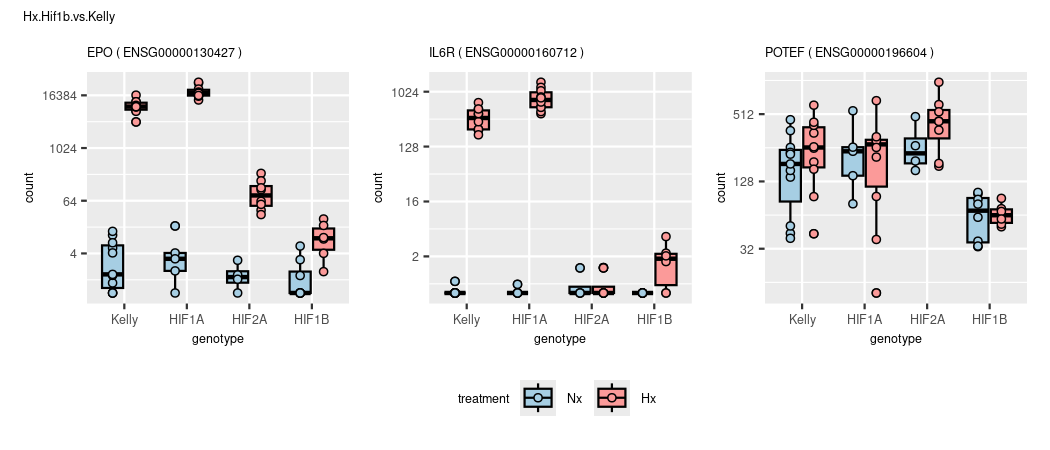 Hx.Hif1b.vs.Kelly
EPO ( ENSG00000130427 )
count
16384
1024
64
4
Kelly HIF1A HIF2A HIF1B
genotype
IL6R ( ENSG00000160712 )
count
1024
128
16
2
Kelly HIF1A HIF2A HIF1B
genotype
POTEF ( ENSG00000196604 )
count
512
128
32
Kelly HIF1A HIF2A HIF1B
genotype
treatment Nx Hx